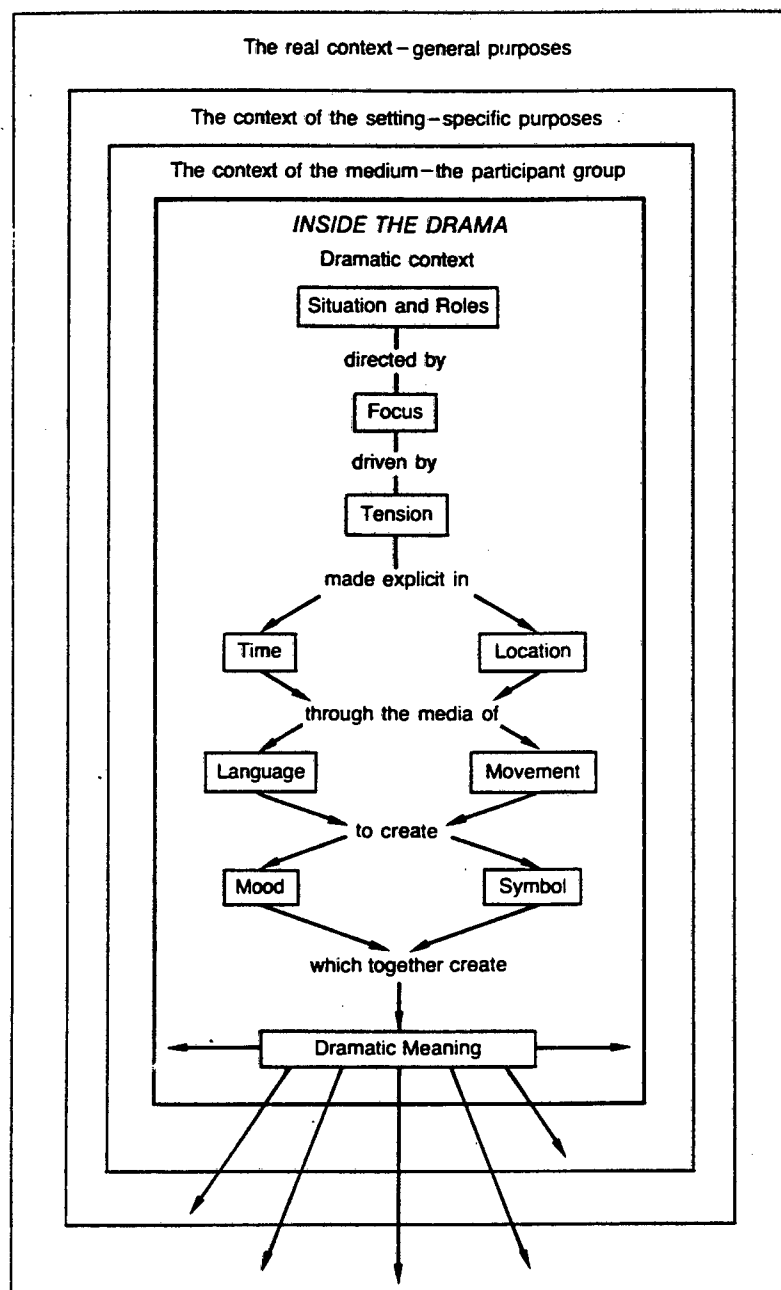 The real context – general purposes
The context of the setting – specific purposes
The context of the medium – the participant group
INSIDE THE DRAMA
Dramatic context
Situation and Roles
directed by
Focus
driven by
Tension
made explicit in
Time
Location
through the media of
Language
Movement
to create
Mood
Symbol
which together create
Dramatic Meaning